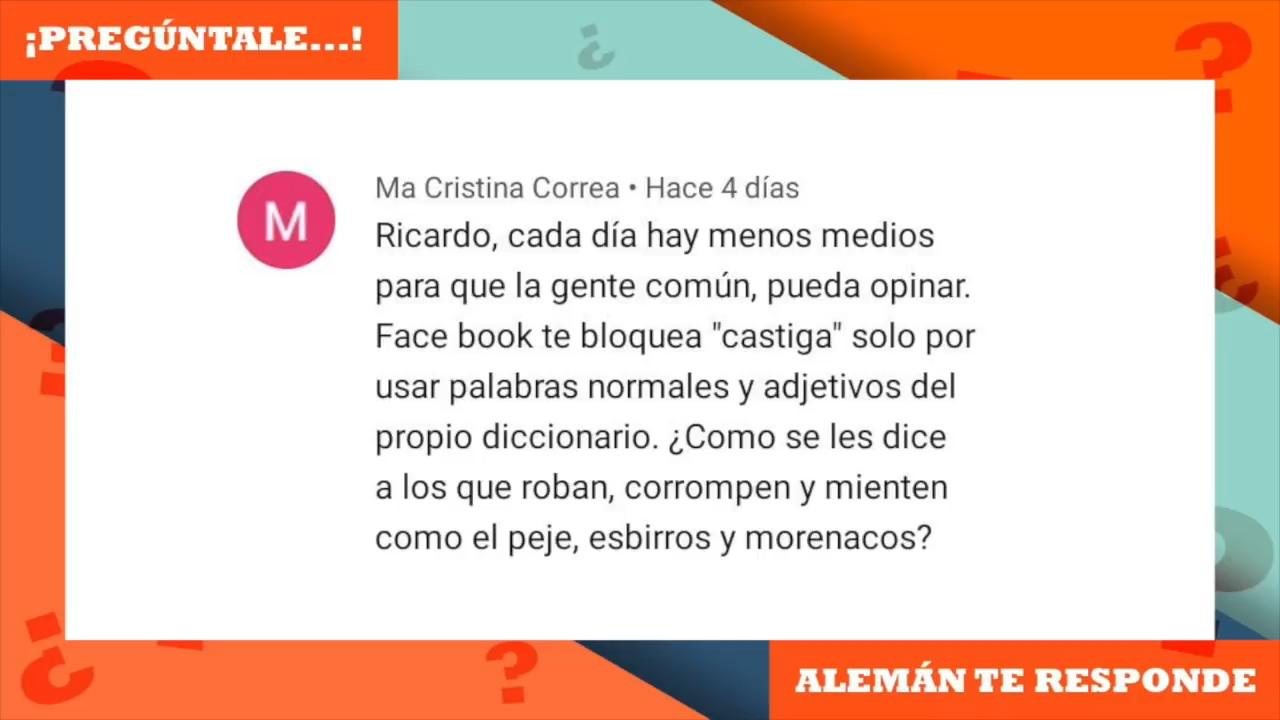 ¡PREGÚNTALE...!
M
Ma Cristina Correa • Hace 4 días
Ricardo, cada día hay menos medios
para que la gente común, pueda opinar.
Face book te bloquea "castiga" solo por
usar palabras normales y adjetivos del
propio diccionario. ¿Como se les dice
a los que roban, corrompen y mienten
como el peje, esbirros y morenacos?
ALEMÁN TE RESPONDE